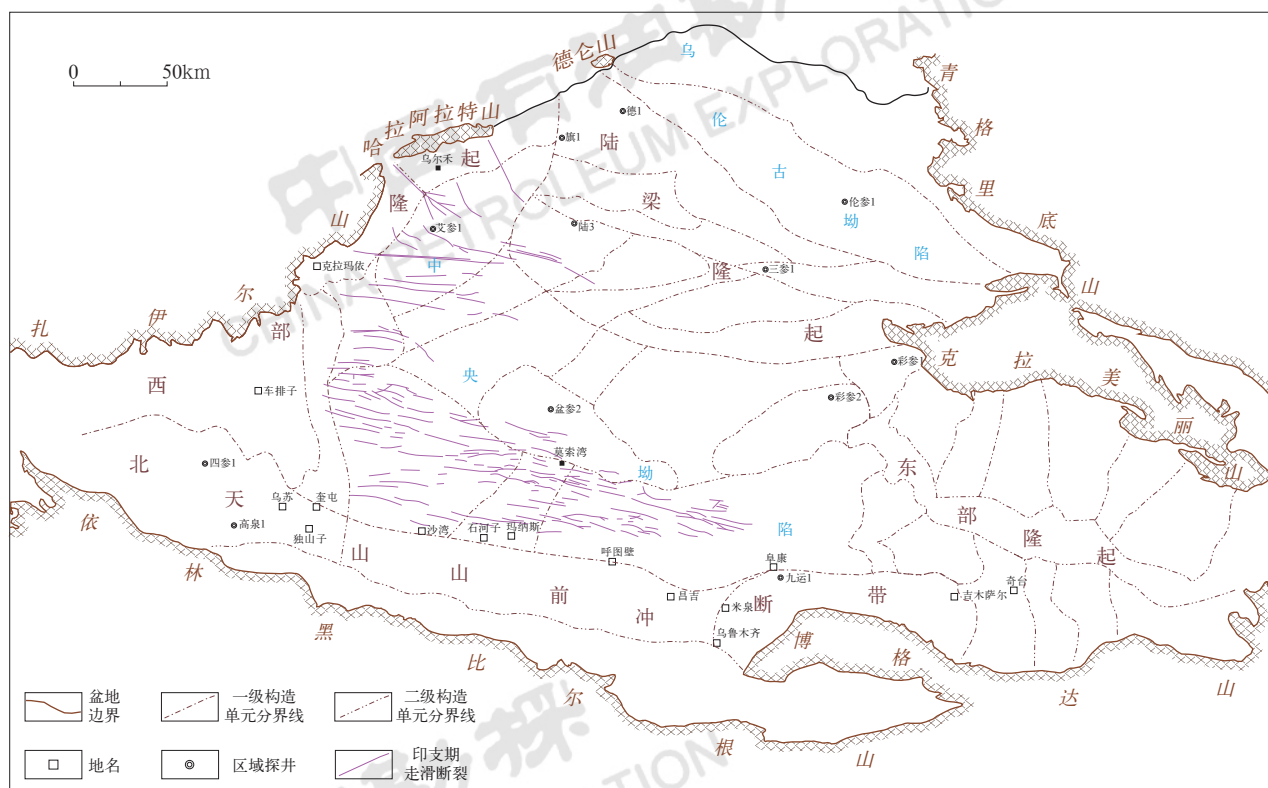 0 50km
德仑山
哈拉阿拉特山
扎伊尔山
青格里底山
克拉美丽山
依林黑比尔根山
博格达山
乌伦古坳陷
陆梁隆起
西部隆起
中央坳陷
东部隆起
北天山山前冲断带
德1
旗1
乌尔禾
艾参1
陆3
伦参1
三参1
克拉玛依
彩参1
彩参2
车排子
盆参2
莫索湾
四参1
乌苏
奎屯
高泉1
独山子
沙湾
石河子
玛纳斯
呼图壁
阜康
九运1
昌吉
米泉
乌鲁木齐
吉木萨尔
奇台
盆地
边界
一级构造
单元分界线
二级构造
单元分界线
地名
区域探井
印支期
走滑断裂
CHINA PETROLEUM EXPLORATION